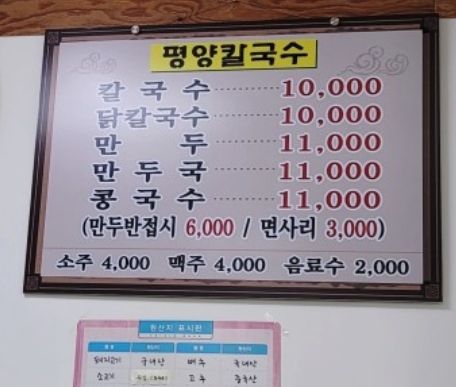 평양칼국수
칼국수 ········ 10,000
닭칼국수 ········ 10,000
만두 ········ 11,000
만두국 ········ 11,000
콩국수 ········ 11,000
(만두반접시 6,000 / 면사리 3,000)
소주 4,000 맥주 4,000 음료수 2,000
원산지 표시판
돼지고기 국내산 배추 국내산
소고기 고추 중국산